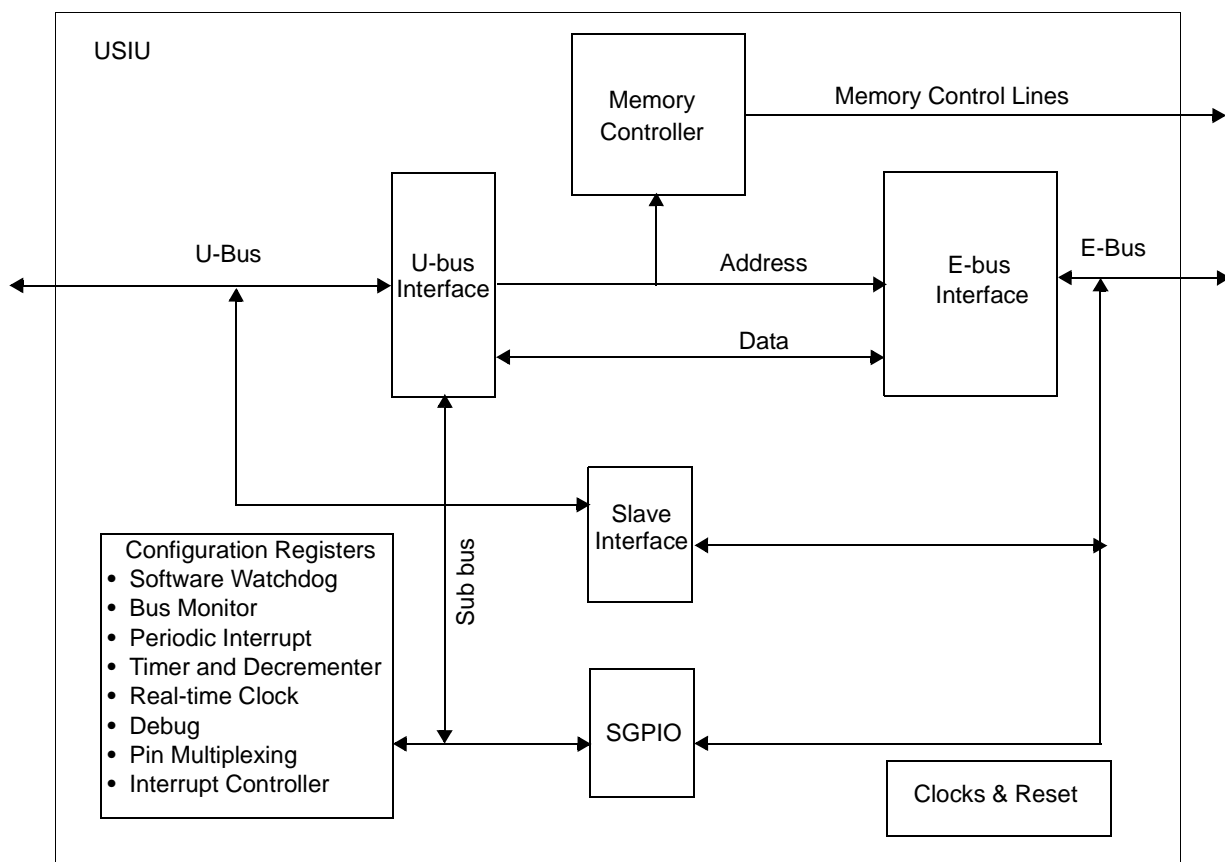 USIU
Memory
Controller
Memory Control Lines
U-Bus
U-bus
Interface
Address
E-bus
Interface
E-Bus
Data
Slave
Interface
Sub bus
Configuration Registers
• Software Watchdog
• Bus Monitor
• Periodic Interrupt
• Timer and Decrementer
• Real-time Clock
• Debug
• Pin Multiplexing
• Interrupt Controller
SGPIO
Clocks & Reset